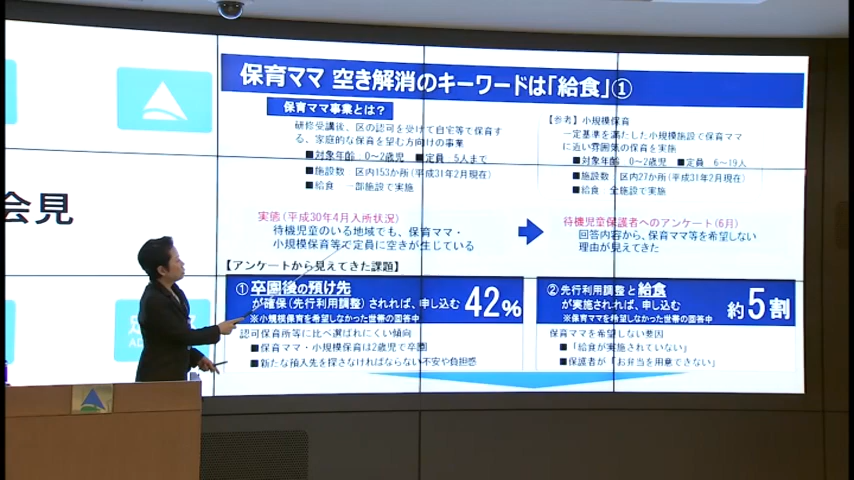 会見
保育ママ 空き解消のキーワードは「給食」①
保育ママ事業とは?
研修受講後、区の認可を受けて自宅等で保育す
る、家庭的な保育を望む方向けの事業
■対象年齢 0~2歳児 ■定員 5人まで
■施設数 区内153か所(平成31年2月現在)
■給食 一部施設で実施
【参考】小規模保育
一定基準を満たした小規模施設で保育ママ
に近い雰囲気の保育を実施
■対象年齢 0~2歳児 ■定員 6~19人
■施設数 区内27か所(平成31年2月現在)
■給食 全施設で実施
実態(平成30年4月入所状況)
待機児童のいる地域でも、保育ママ・
小規模保育等で定員に空きが生じている
待機児童保護者へのアンケート(6月)
回答内容から、保育ママ等を希望しない
理由が見えてきた
【アンケートから見えてきた課題】
① 卒園後の預け先
が確保(先行利用調整)されれば、申し込む 42%
※小規模保育を希望しなかった世帯の回答中
認可保育所等に比べ選ばれにくい傾向
■保育ママ・小規模保育は2歳児で卒園
■新たな預入先を探さなければならない不安や負担感
② 先行利用調整と給食
が実施されれば、申し込む 約5割
※保育ママを希望しなかった世帯の回答中
保育ママを希望しない要因
■「給食が実施されていない」
■保護者が「お弁当を用意できない」